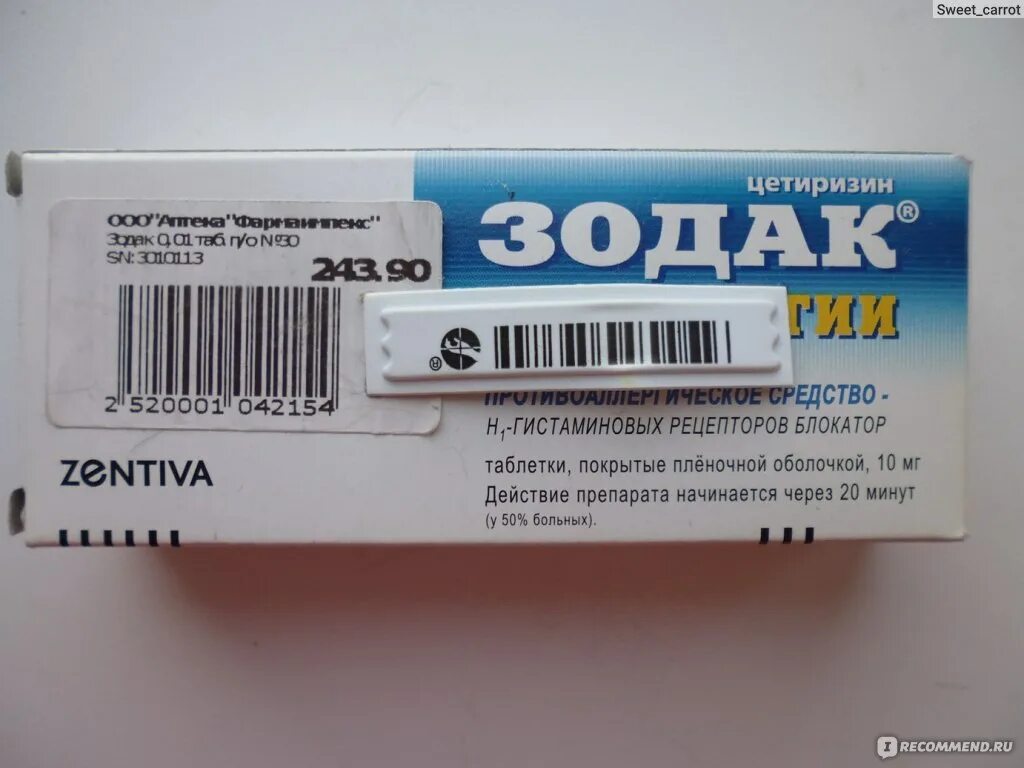 Sweet_carrot
ООО"Аптека"Фармаимпекс"
Зодак 0,01 таб. п/о №30
SN: 3010113
243.90
2 520001 042154
ZENTIVA
цетиризин
ЗОДАК®
ГИИ
ПРОТИВОАЛЛЕРГИЧЕСКОЕ СРЕДСТВО -
H₁-ГИСТАМИНОВЫХ РЕЦЕПТОРОВ БЛОКАТОР
таблетки, покрытые плёночной оболочкой, 10 мг
Действие препарата начинается через 20 минут
(у 50% больных).
®
IRECOMMEND.RU